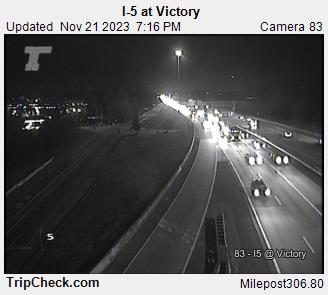 I-5 at Victory
Updated Nov 21 2023 7:16 PM Camera 83
T
S
83 - I5 @ Victory
TripCheck.com Milepost306.80